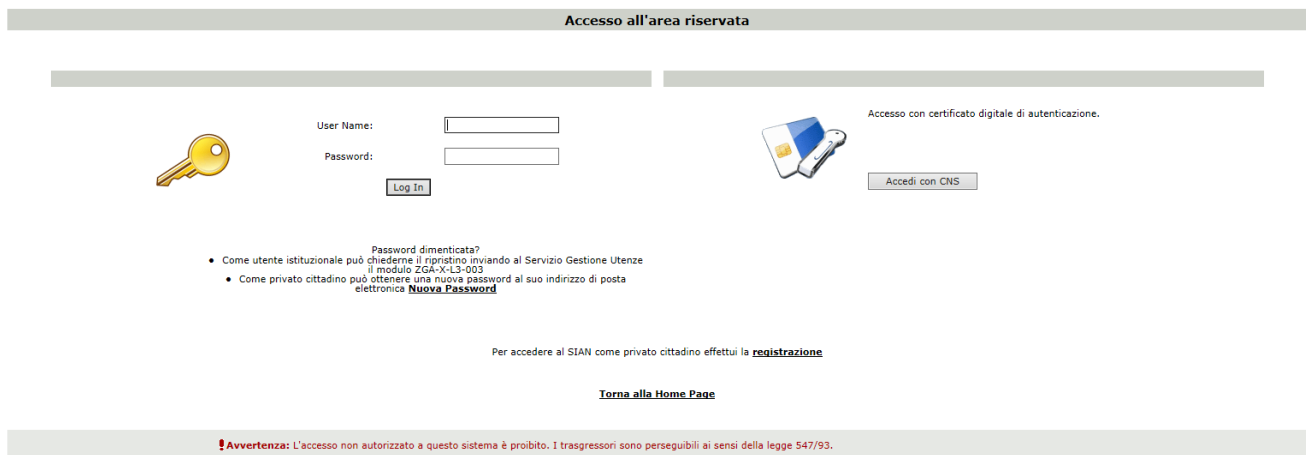 Accesso all'area riservata
User Name:
Password:
Log In
Accesso con certificato digitale di autenticazione.
Accedi con CNS
Password dimenticata?
• Come utente istituzionale può chiederne il ripristino inviando al Servizio Gestione Utenze
il modulo ZGA-X-L3-003
• Come privato cittadino può ottenere una nuova password al suo indirizzo di posta
elettronica Nuova Password
Per accedere al SIAN come privato cittadino effettui la registrazione
Torna alla Home Page
! Avvertenza: L'accesso non autorizzato a questo sistema è proibito. I trasgressori sono perseguibili ai sensi della legge 547/93.